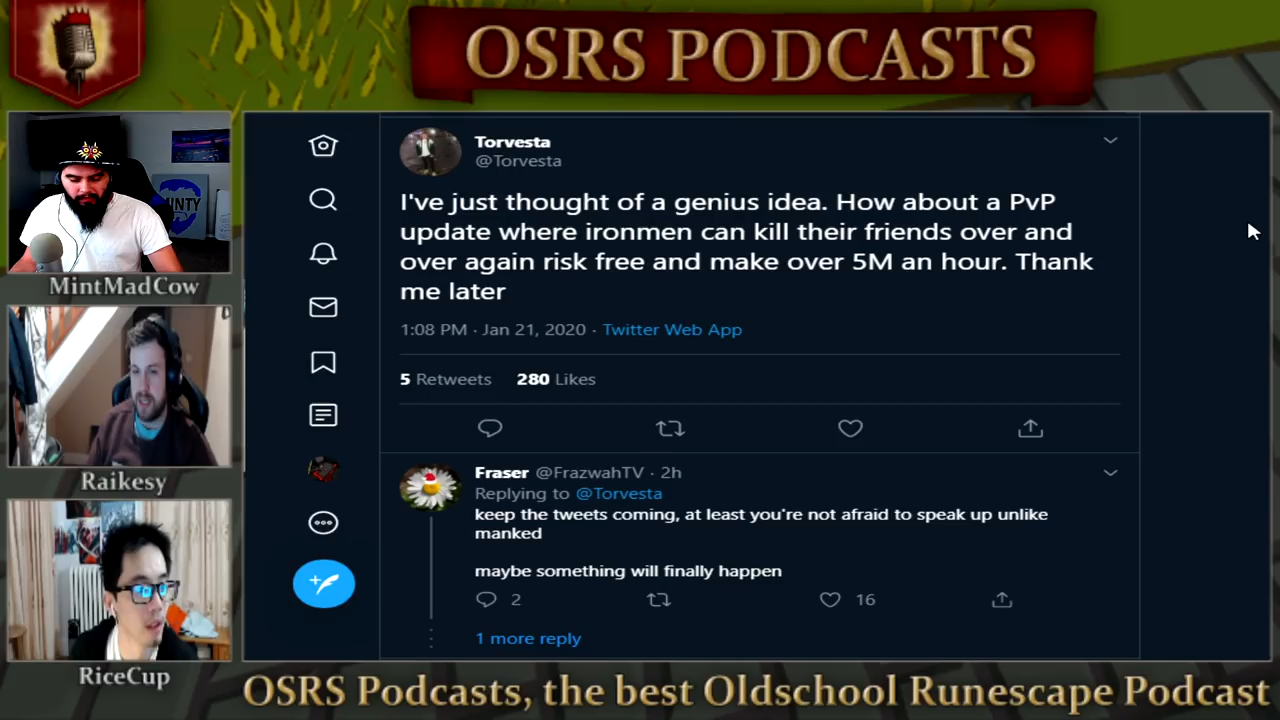 OSRS PODCASTS
MINTY
MintMadCow
Raikesy
RiceCup
Torvesta
@Torvesta
I've just thought of a genius idea. How about a PvP
update where ironmen can kill their friends over and
over again risk free and make over 5M an hour. Thank
me later
1:08 PM · Jan 21, 2020 · Twitter Web App
5 Retweets 280 Likes
Fraser @FrazwahTV · 2h
Replying to @Torvesta
keep the tweets coming, at least you're not afraid to speak up unlike
manked
maybe something will finally happen
2 16
1 more reply
OSRS Podcasts, the best Oldschool Runescape Podcast